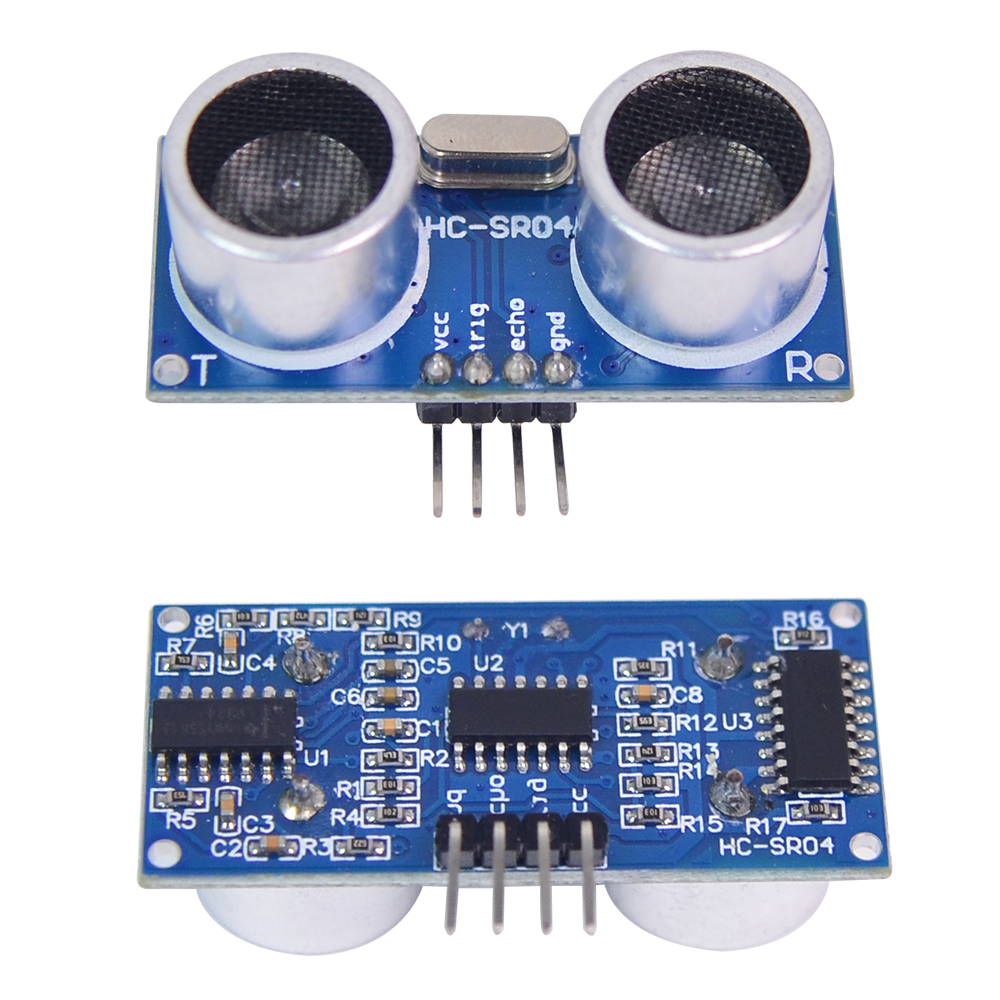 HC-SR04
vcc
trig
echo
gnd
T
R
R6
R8
R9
R16
R7
C4
R10
Y1
R11
C5
U2
C6
C8
C1
R12
U3
U1
R2
R13
R1
R14
R5
C3
R4
R15
R17
C2
R3
HC-SR04